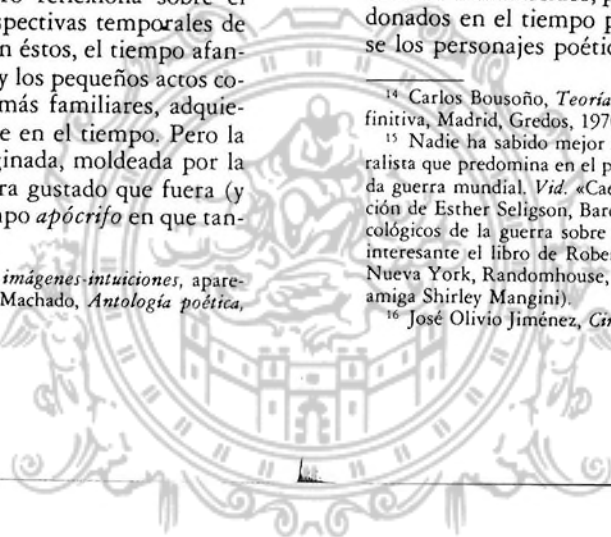 ro reflexiona sobre el
spectivas temporales de
n éstos, el tiempo afan-
y los pequeños actos co-
más familiares, adquie-
e en el tiempo. Pero la
ginada, moldeada por la
ra gustado que fuera (y
mpo apócrifo en que tan-
imágenes-intuiciones, apare-
Machado, Antología poética,
donados en el tiempo p
se los personajes poétic
14 Carlos Bousoño, Teoría
finitiva, Madrid, Gredos, 197
15 Nadie ha sabido mejor
ralista que predomina en el p
da guerra mundial. Vid. «Cae
ción de Esther Seligson, Barc
cológicos de la guerra sobre
interesante el libro de Rober
Nueva York, Randomhouse,
amiga Shirley Mangini).
16 José Olivio Jiménez, Cin